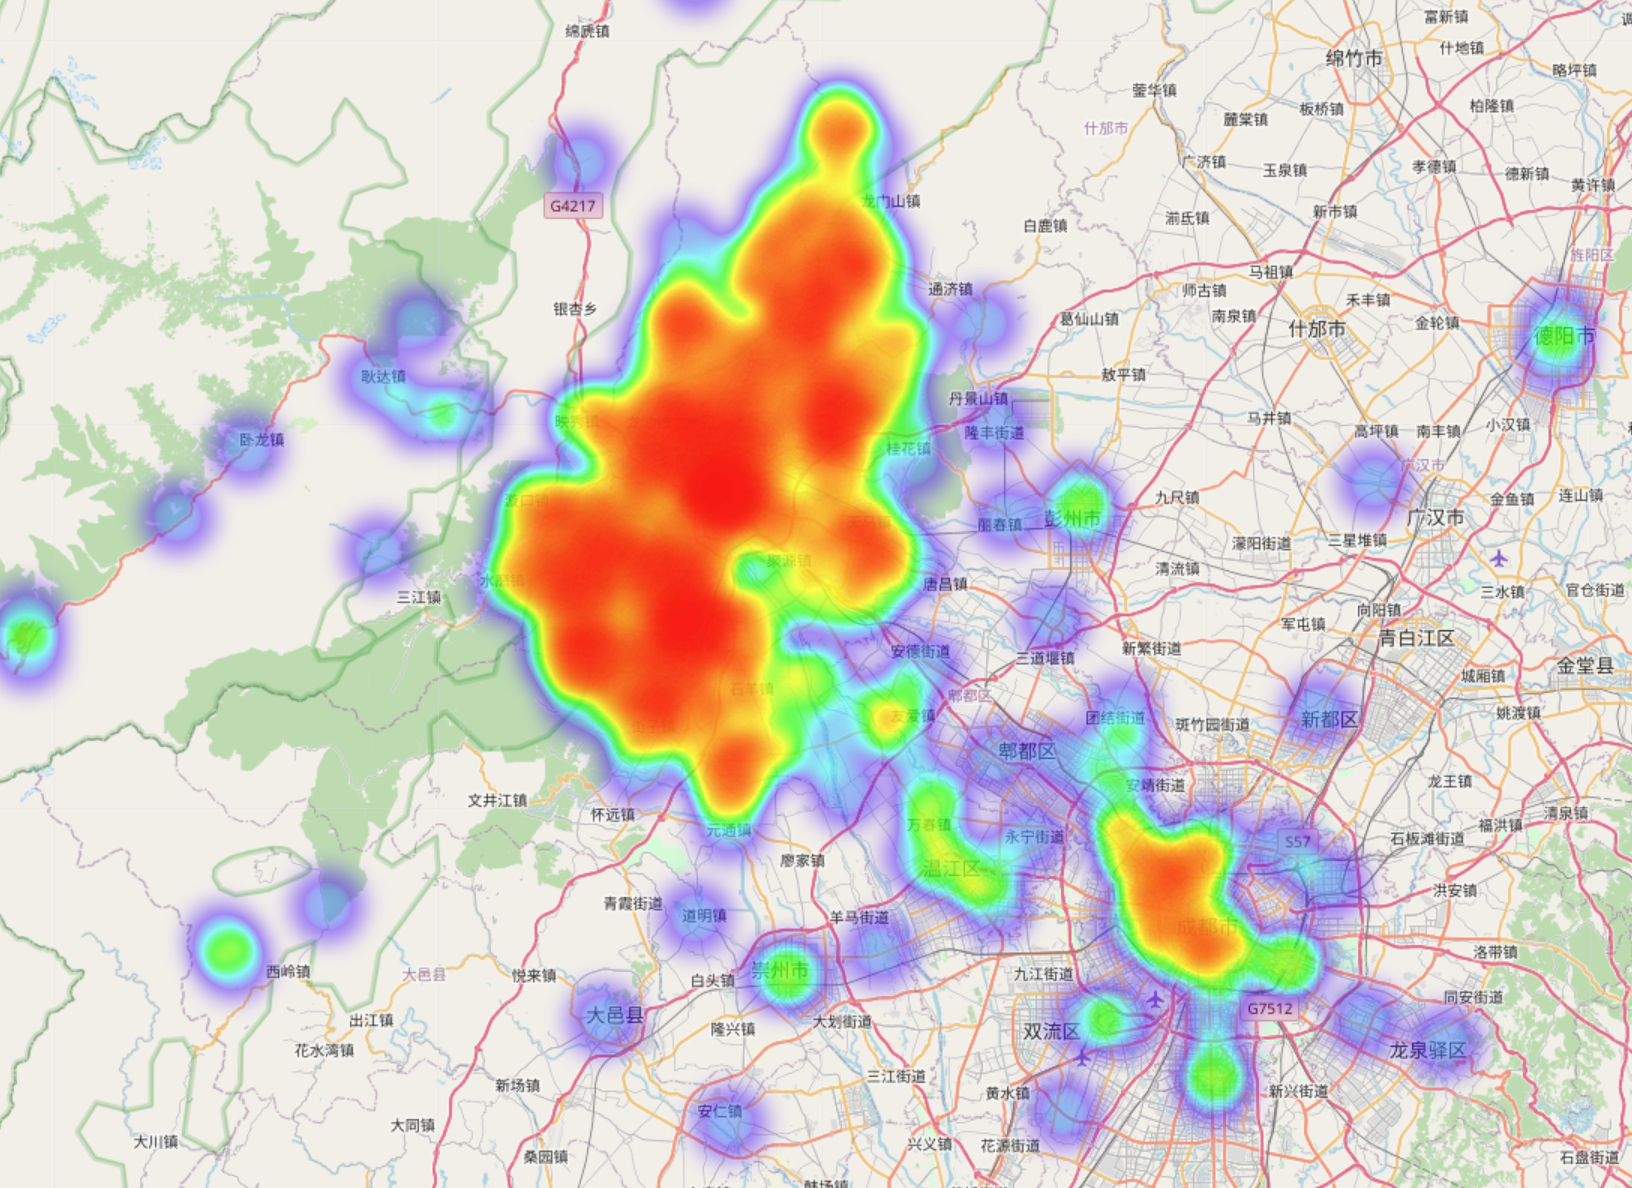 富新镇
绵虒镇
什地镇
绵竹市
略坪镇
蓥华镇
板桥镇
柏隆镇
麓棠镇
什邡市
广济镇
玉泉镇
孝德镇
德新镇
黄许镇
龙门山镇
G4217
新市镇
湔氐镇
白鹿镇
旌阳区
马祖镇
通济镇
师古镇
禾丰镇
银杏乡
葛仙山镇
南泉镇
什邡市
金轮镇
德阳市
耿达镇
敖平镇
丹景山镇
马井镇
小汉镇
映秀镇
隆丰街道
高坪镇
南丰镇
卧龙镇
桂花镇
广汉市
漩口镇
九尺镇
金鱼镇
连山镇
丽春镇
彭州市
广汉市
濛阳街道
三星堆镇
聚源镇
清流镇
水磨镇
唐昌镇
三水镇
官仓街道
三江镇
向阳镇
军屯镇
青白江区
安德街道
三道堰镇
新繁街道
金堂县
城厢镇
石羊镇
郫都区
友爱镇
团结街道
斑竹园街道
新都区
姚渡镇
街子镇
郫都区
安靖街道
龙王镇
文井江镇
怀远镇
清泉镇
元通镇
万春镇
永宁街道
S57
石板滩街道
福洪镇
廖家镇
温江区
洪安镇
青霞街道
道明镇
羊马街道
成都市
洛带镇
西岭镇
大邑县
悦来镇
白头镇
崇州市
九江街道
同安街道
G7512
大邑县
出江镇
隆兴镇
大划街道
双流区
花水湾镇
龙泉驿区
新场镇
三江街道
黄水镇
新兴街道
安仁镇
大同镇
大川镇
兴义镇
花源街道
桑园镇
石盘街道